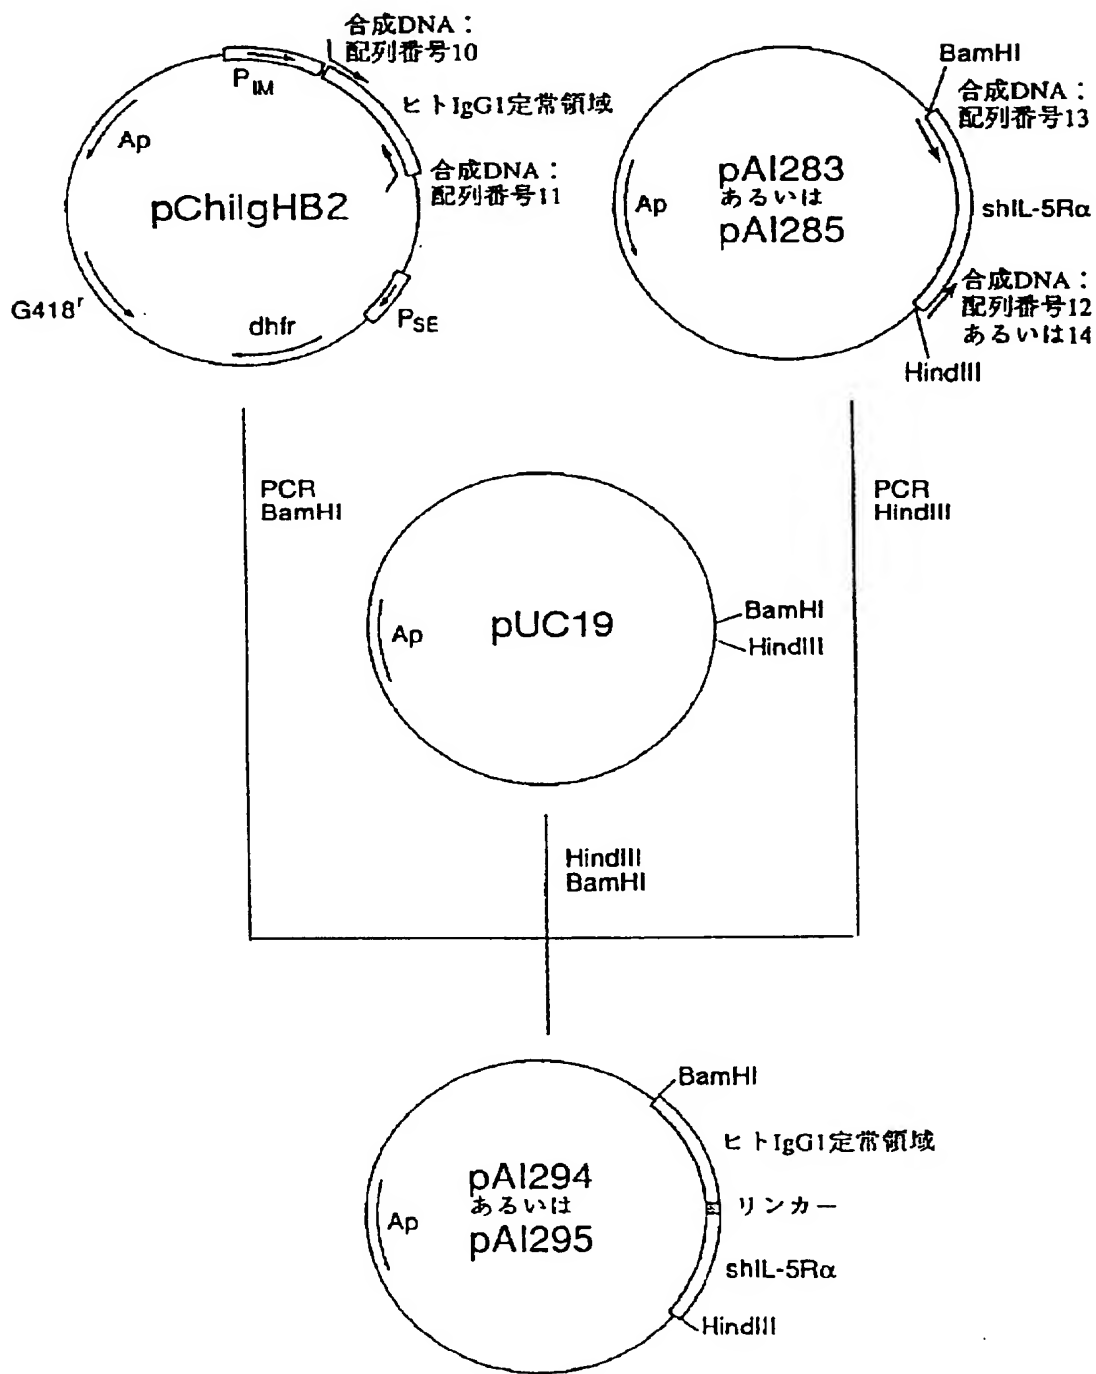 合成DNA：
配列番号10
P_IM
ヒトIgG1定常領域
Ap
合成DNA：
配列番号11
pChiIgHB2
G418^r
dhfr
P_SE
BamHI
合成DNA：
配列番号13
pAI283
あるいは
pAI285
Ap
shIL-5Rα
合成DNA：
配列番号12
あるいは14
HindIII
PCR
BamHI
PCR
HindIII
pUC19
Ap
BamHI
HindIII
HindIII
BamHI
BamHI
ヒトIgG1定常領域
pAI294
あるいは
pAI295
Ap
リンカー
shIL-5Rα
HindIII